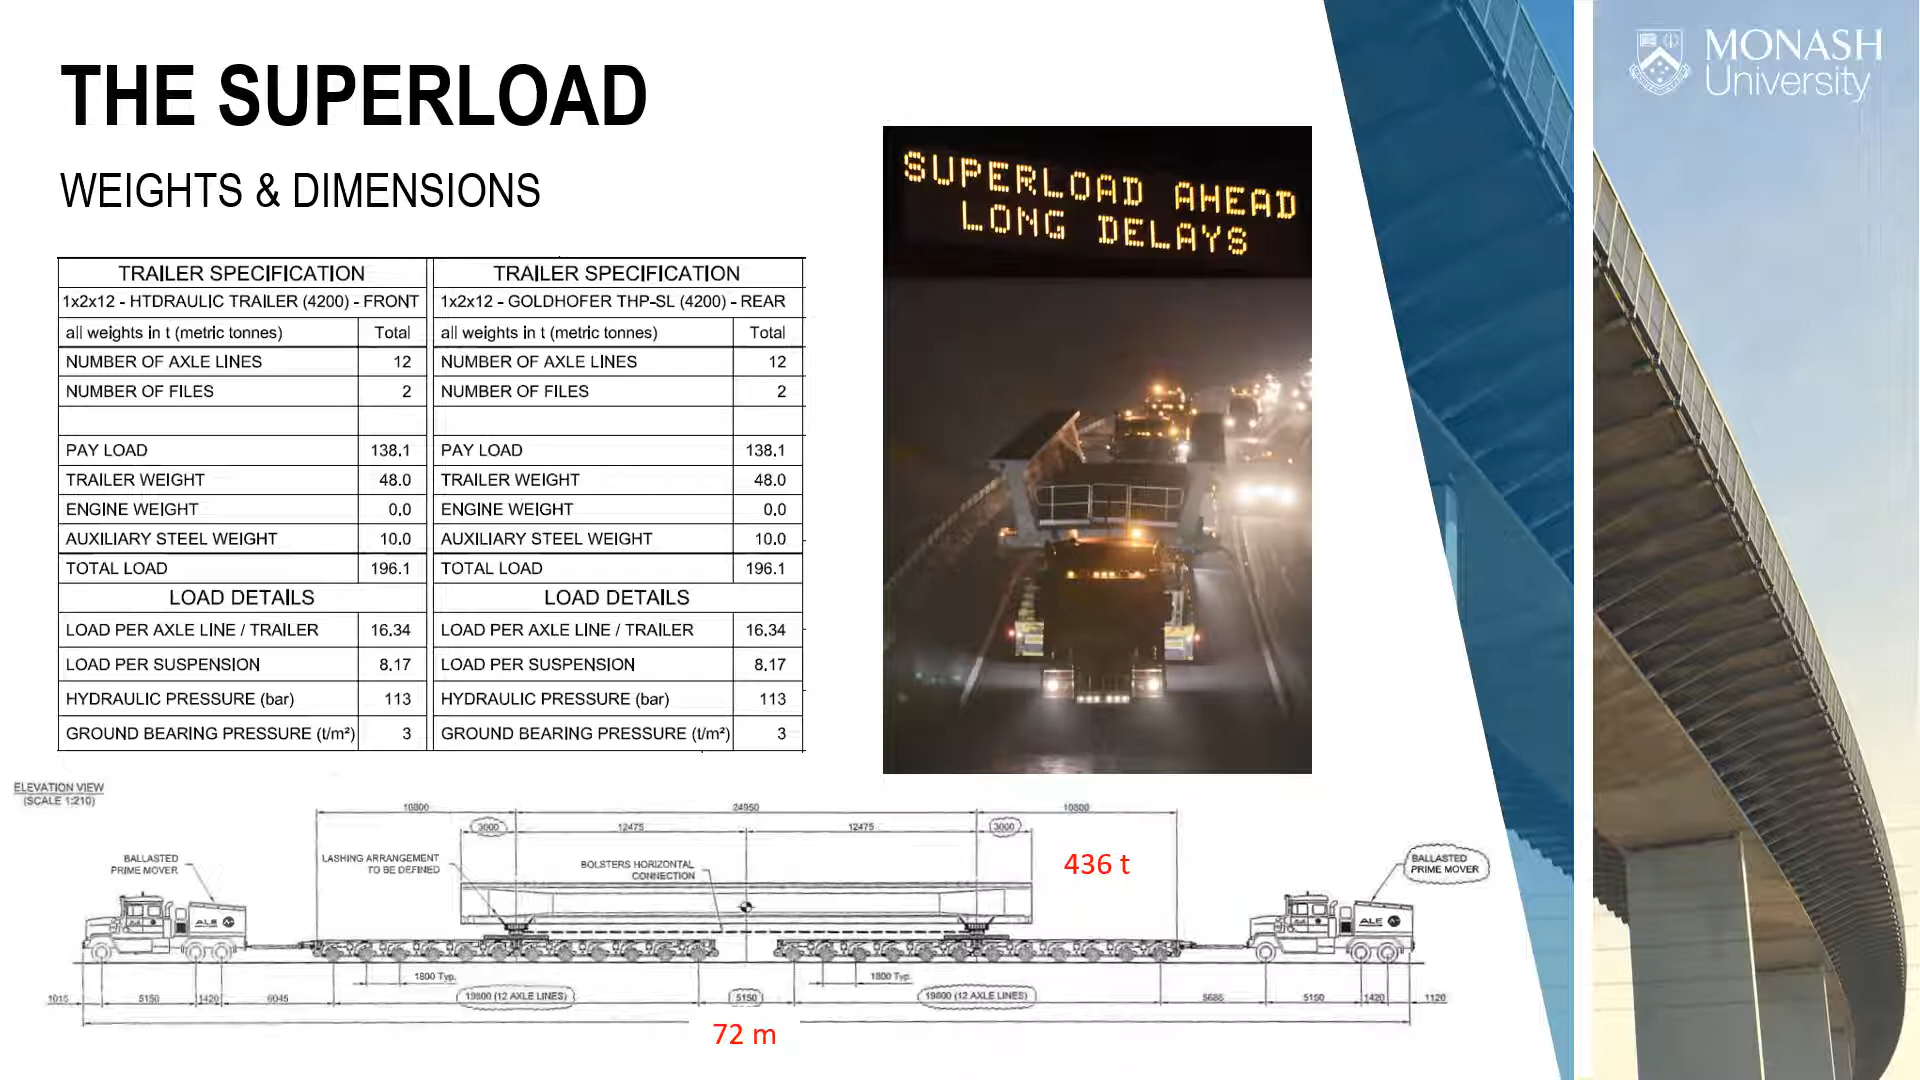 MONASH
University
THE SUPERLOAD
WEIGHTS & DIMENSIONS
SUPERLOAD AHEAD
LONG DELAYS
TRAILER SPECIFICATION TRAILER SPECIFICATION
1x2x12 - HTDRAULIC TRAILER (4200) - FRONT 1x2x12 - GOLDHOFER THP-SL (4200) - REAR
all weights in t (metric tonnes) Total all weights in t (metric tonnes) Total
NUMBER OF AXLE LINES 12 NUMBER OF AXLE LINES 12
NUMBER OF FILES 2 NUMBER OF FILES 2
PAY LOAD 138.1 PAY LOAD 138.1
TRAILER WEIGHT 48.0 TRAILER WEIGHT 48.0
ENGINE WEIGHT 0.0 ENGINE WEIGHT 0.0
AUXILIARY STEEL WEIGHT 10.0 AUXILIARY STEEL WEIGHT 10.0
TOTAL LOAD 196.1 TOTAL LOAD 196.1
LOAD DETAILS LOAD DETAILS
LOAD PER AXLE LINE / TRAILER 16.34 LOAD PER AXLE LINE / TRAILER 16.34
LOAD PER SUSPENSION 8.17 LOAD PER SUSPENSION 8.17
HYDRAULIC PRESSURE (bar) 113 HYDRAULIC PRESSURE (bar) 113
GROUND BEARING PRESSURE (t/m²) 3 GROUND BEARING PRESSURE (t/m²) 3
ELEVATION VIEW
(SCALE 1:210)
10800 24950 10800
3000 12475 12475 3000
BALLASTED
PRIME MOVER
LASHING ARRANGEMENT
TO BE DEFINED
BOLSTERS HORIZONTAL
CONNECTION
436 t
BALLASTED
PRIME MOVER
ALE ALE
1800 Typ. 1800 Typ.
1015 5150 1420 6045 19800 (12 AXLE LINES) 5150 19800 (12 AXLE LINES) 5685 5150 1420 1120
72 m